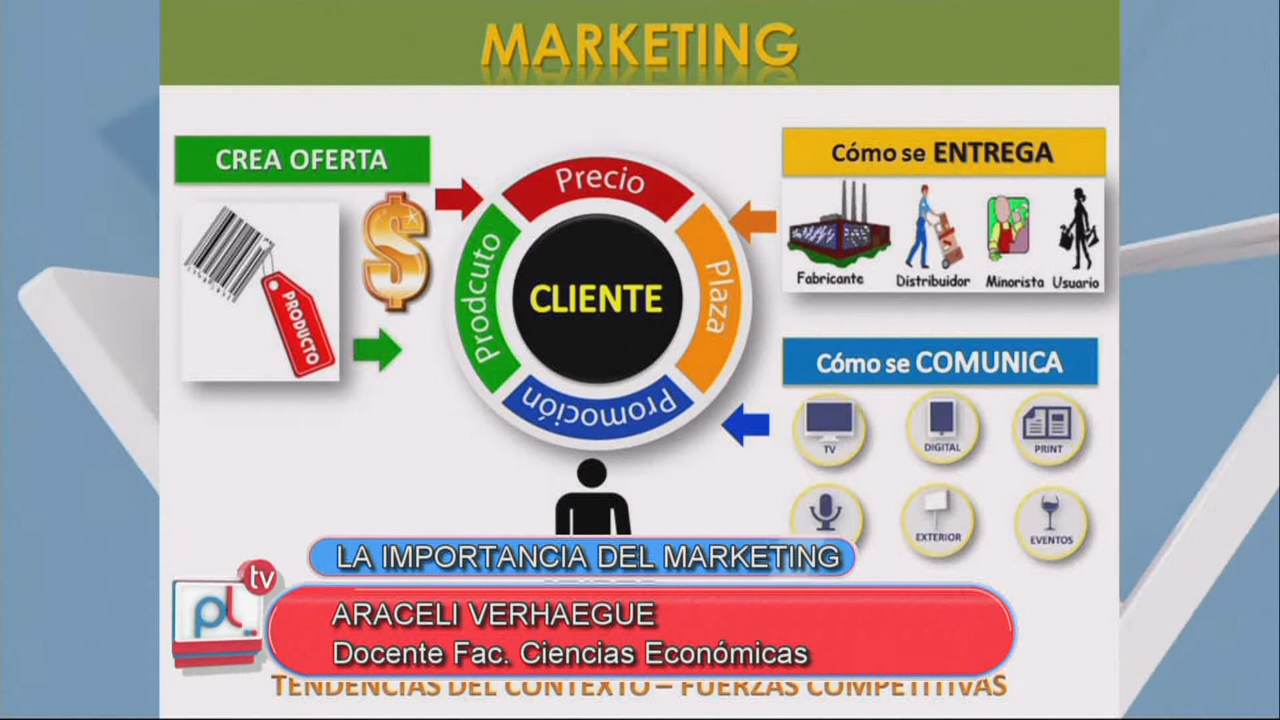 MARKETING
CREA OFERTA
PRODUCTO
Precio
Prodcuto
CLIENTE
Plaza
Promoción
Cómo se ENTREGA
Fabricante
Distribuidor
Minorista
Usuario
Cómo se COMUNICA
TV
DIGITAL
PRINT
EXTERIOR
EVENTOS
LA IMPORTANCIA DEL MARKETING
tv
pl
ARACELI VERHAEGUE
Docente Fac. Ciencias Económicas
TENDENCIAS DEL CONTEXTO – FUERZAS COMPETITIVAS